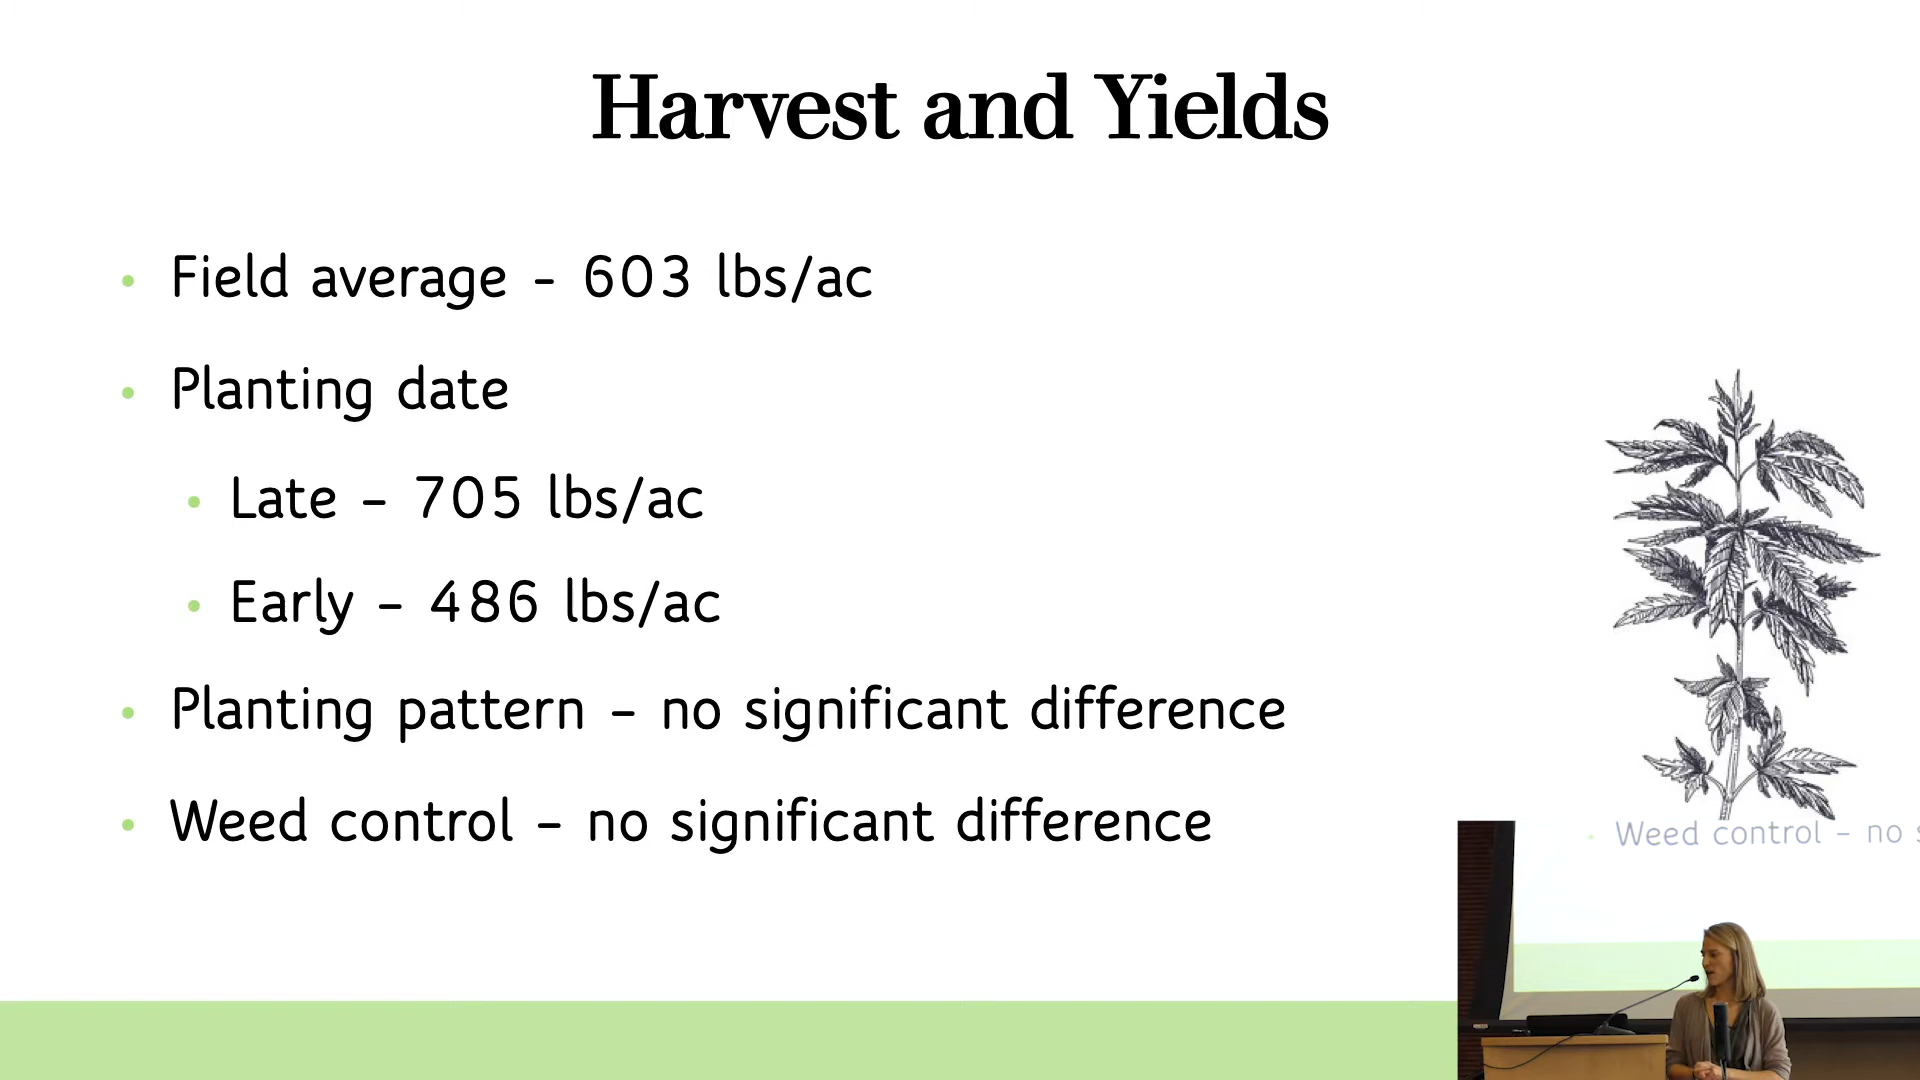 Harvest and Yields
• Field average - 603 lbs/ac
• Planting date
• Late – 705 lbs/ac
• Early – 486 lbs/ac
• Planting pattern – no significant difference
• Weed control – no significant difference
• Weed control – no